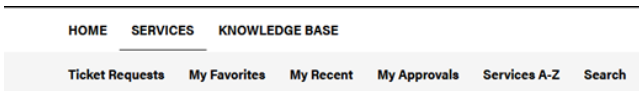 HOME SERVICES KNOWLEDGE BASE
Ticket Requests My Favorites My Recent My Approvals Services A-Z Search